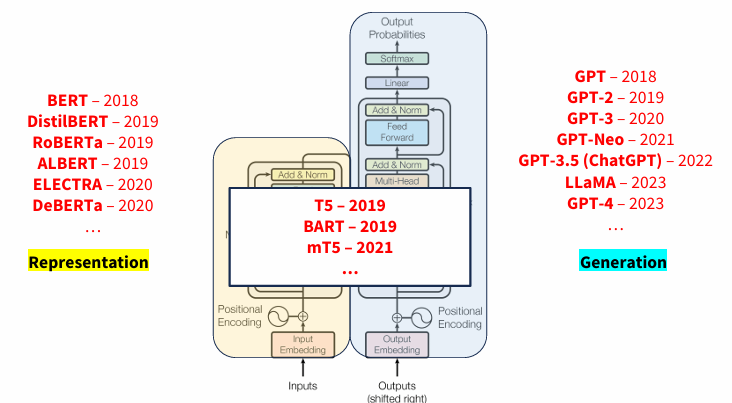 BERT – 2018
DistilBERT – 2019
RoBERTa – 2019
ALBERT – 2019
ELECTRA – 2020
DeBERTa – 2020
…
Representation
Output
Probabilities
Softmax
Linear
Add & Norm
Feed
Forward
Add & Norm
Multi-Head
Add & Norm
T5 – 2019
BART – 2019
mT5 – 2021
…
Positional
Encoding
Input
Embedding
Inputs
Positional
Encoding
Output
Embedding
Outputs
(shifted right)
GPT – 2018
GPT-2 – 2019
GPT-3 – 2020
GPT-Neo – 2021
GPT-3.5 (ChatGPT) – 2022
LLaMA – 2023
GPT-4 – 2023
…
Generation